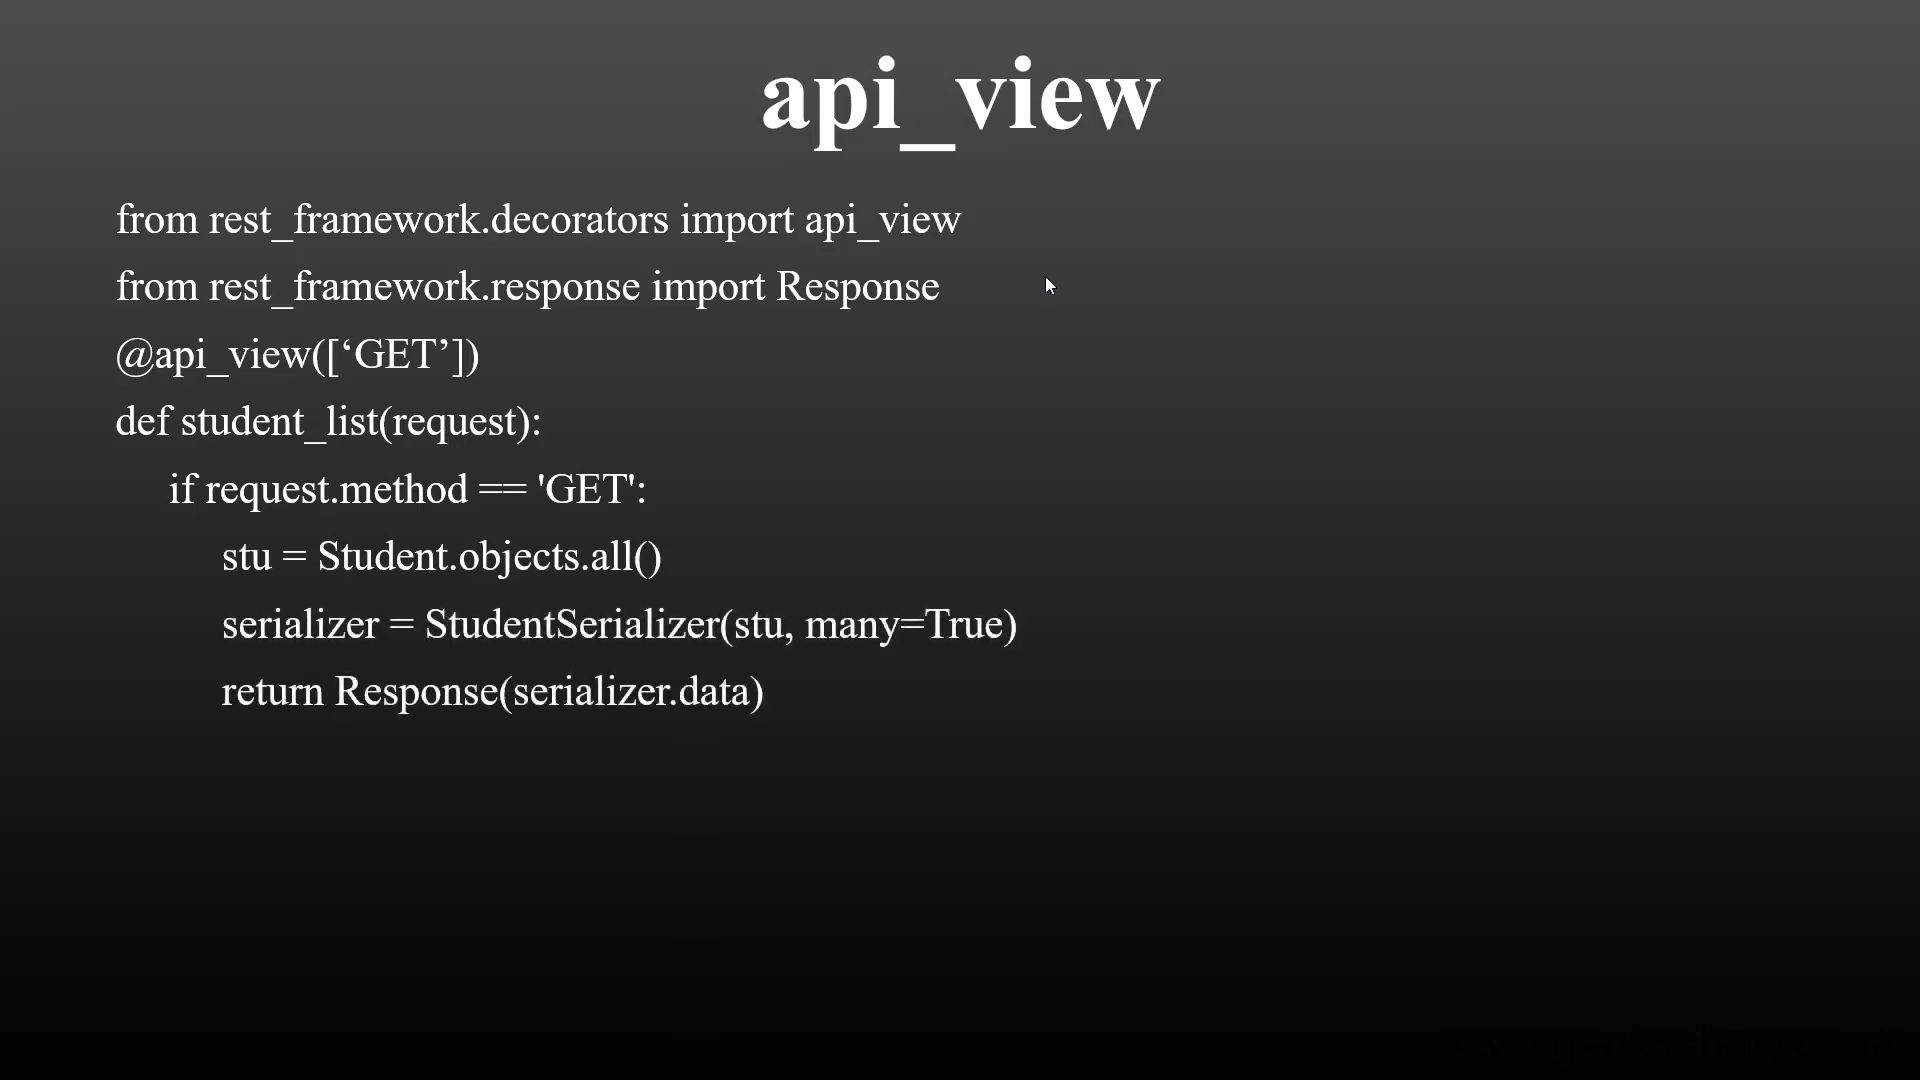 api_view
from rest_framework.decorators import api_view
from rest_framework.response import Response
@api_view([‘GET’])
def student_list(request):
if request.method == 'GET':
stu = Student.objects.all()
serializer = StudentSerializer(stu, many=True)
return Response(serializer.data)